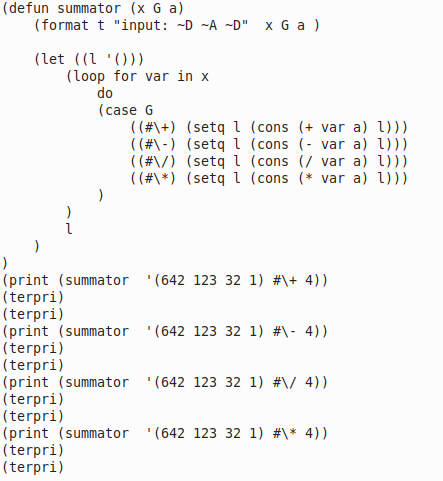 (defun summator (x G a)
    (format t "input: ~D ~A ~D"  x G a )

    (let ((l '()))
        (loop for var in x
            do
            (case G
                ((#\+) (setq l (cons (+ var a) l)))
                ((#\-) (setq l (cons (- var a) l)))
                ((#\/) (setq l (cons (/ var a) l)))
                ((#\*) (setq l (cons (* var a) l)))
            )
        )
        l
    )
)
(print (summator  '(642 123 32 1) #\+ 4))
(terpri)
(terpri)
(print (summator  '(642 123 32 1) #\- 4))
(terpri)
(terpri)
(print (summator  '(642 123 32 1) #\/ 4))
(terpri)
(terpri)
(print (summator  '(642 123 32 1) #\* 4))
(terpri)
(terpri)